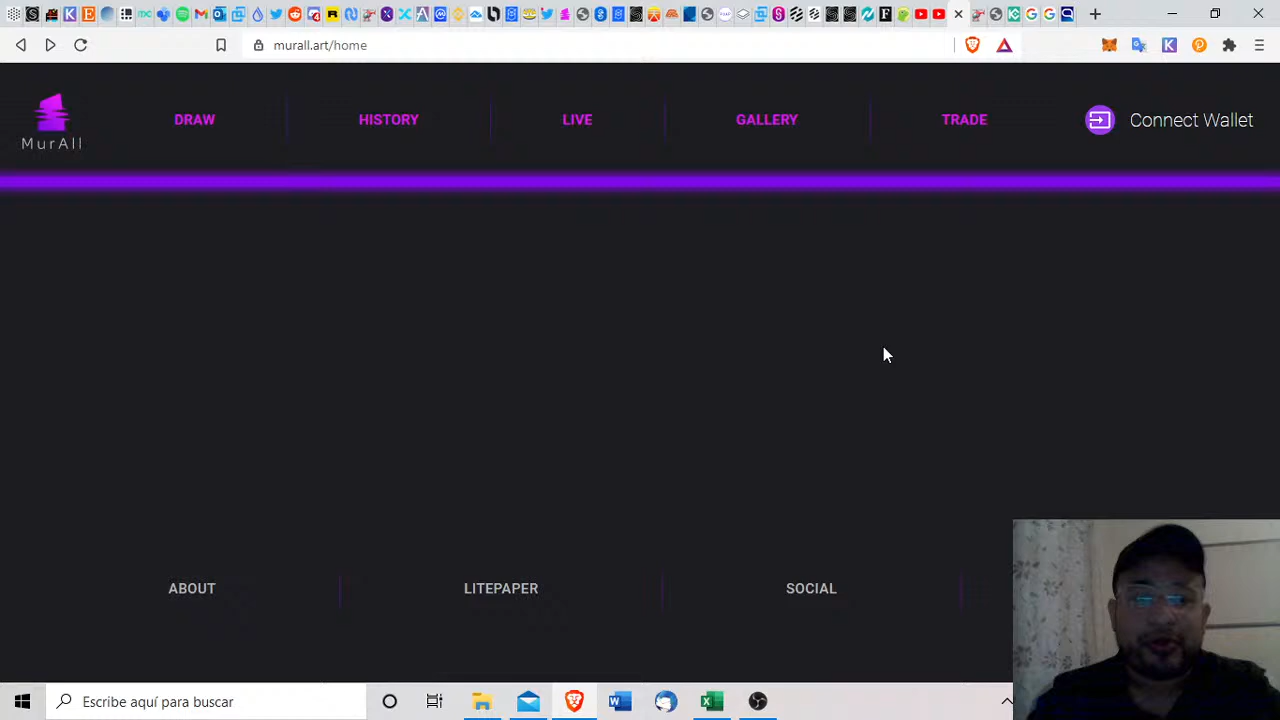 murall.art/home
MurAll
DRAW
HISTORY
LIVE
GALLERY
TRADE
Connect Wallet
ABOUT
LITEPAPER
SOCIAL
Escribe aquí para buscar